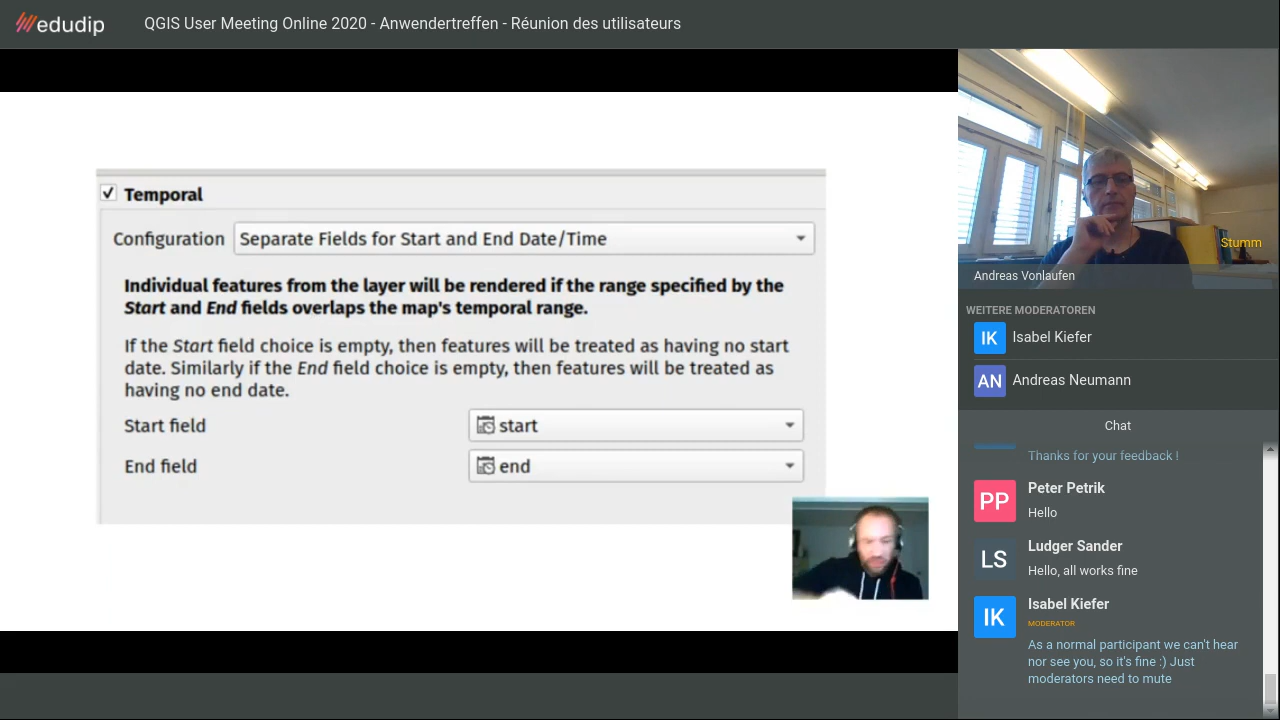 edudip
QGIS User Meeting Online 2020 - Anwendertreffen - Réunion des utilisateurs
Temporal
Configuration
Separate Fields for Start and End Date/Time
Individual features from the layer will be rendered if the range specified by the
Start and End fields overlaps the map's temporal range.
If the Start field choice is empty, then features will be treated as having no start
date. Similarly if the End field choice is empty, then features will be treated as
having no end date.
Start field
start
End field
end
Stumm
Andreas Vonlaufen
WEITERE MODERATOREN
IK
Isabel Kiefer
AN
Andreas Neumann
Chat
Thanks for your feedback !
PP
Peter Petrik
Hello
LS
Ludger Sander
Hello, all works fine
IK
Isabel Kiefer
MODERATOR
As a normal participant we can't hear
nor see you, so it's fine :) Just
moderators need to mute